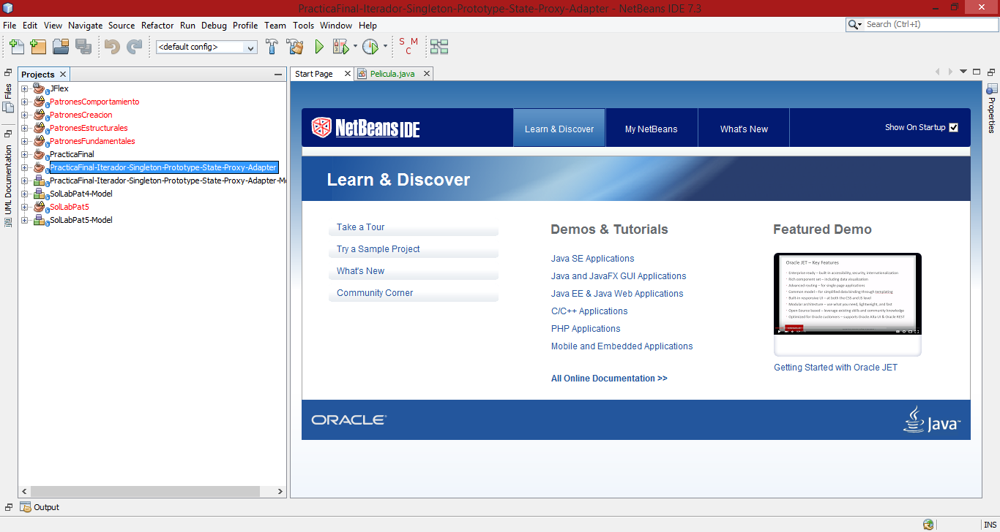 PracticaFinal-Iterador-Singleton-Prototype-State-Proxy-Adapter - NetBeans IDE 7.3
File Edit View Navigate Source Refactor Run Debug Profile Team Tools Window Help
Search (Ctrl+I)
<default config>
S M
C
Files
UML Documentation
Projects
JFlex
PatronesComportamiento
PatronesCreacion
PatronesEstructurales
PatronesFundamentales
PracticaFinal
PracticaFinal-Iterador-Singleton-Prototype-State-Proxy-Adapter
PracticaFinal-Iterador-Singleton-Prototype-State-Proxy-Adapter-M
SolLabPat4-Model
SolLabPat5
SolLabPat5-Model
Start Page Pelicula.java
NetBeans IDE
Learn & Discover My NetBeans What's New Show On Startup
Learn & Discover
Take a Tour
Try a Sample Project
What's New
Community Corner
Demos & Tutorials
Java SE Applications
Java and JavaFX GUI Applications
Java EE & Java Web Applications
C/C++ Applications
PHP Applications
Mobile and Embedded Applications
All Online Documentation >>
Featured Demo
Oracle JET – Key Features
Enterprise ready – built-in accessibility, security, internationalization
Rich component set – including data visualization
Advanced routing – for single page applications
Common model – for simplified data binding through templating
Built-in responsive UI – at both the CSS and JS level
Modular architecture – use what you need, lightweight, and fast
Open-Source based – leverage existing skills and community knowledge
Optimized for Oracle customers – supports Oracle Alta UI & Oracle REST
Getting Started with Oracle JET
ORACLE
Java
Properties
Output
INS